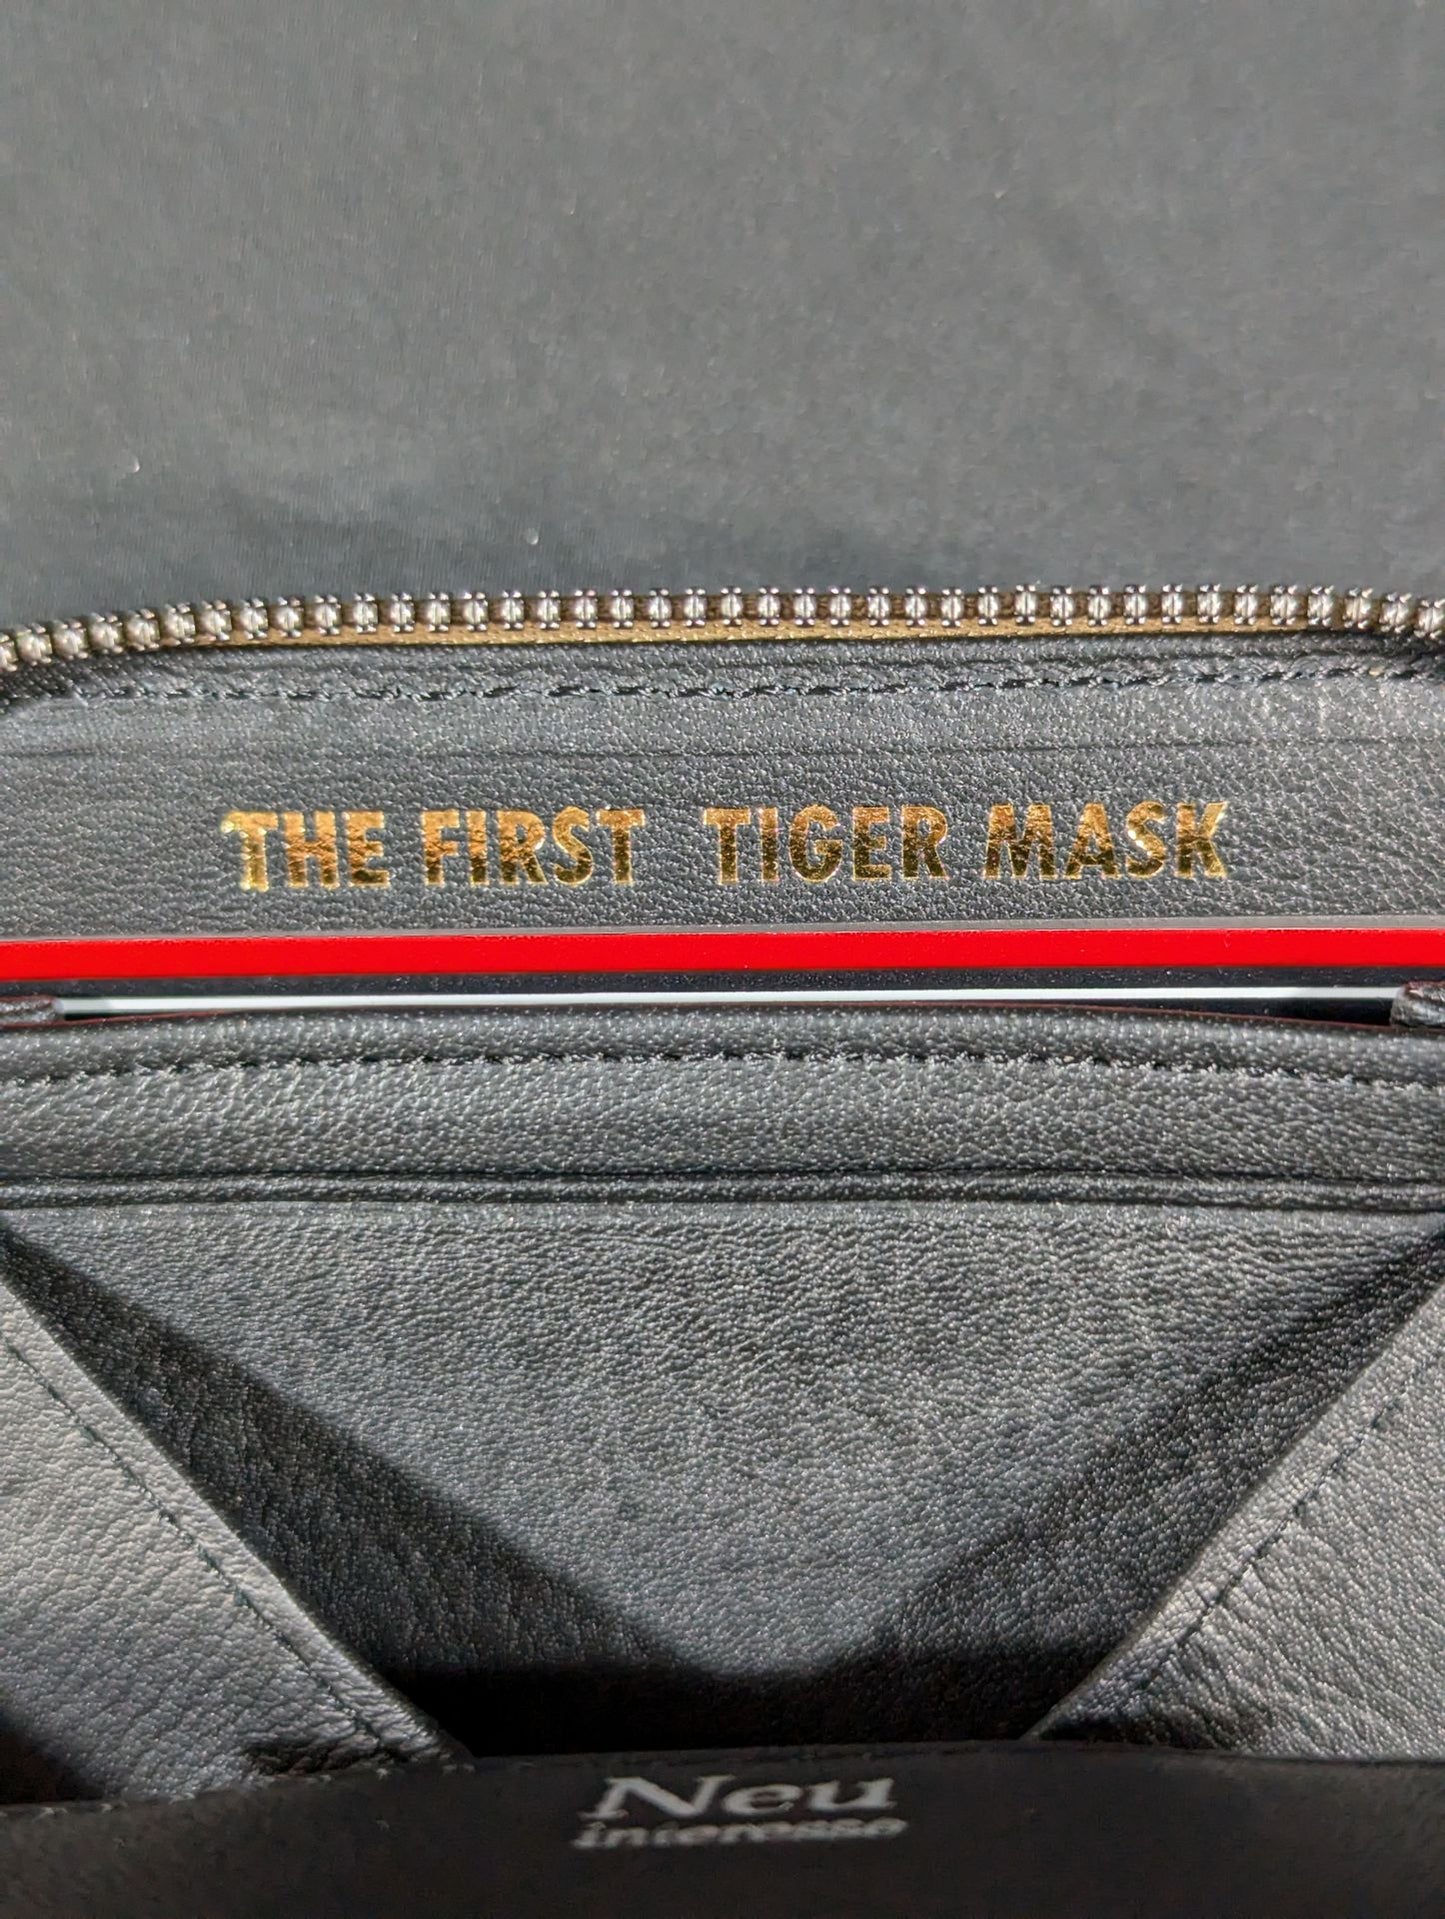 THE FIRST TIGER MASK
Neu
interesse